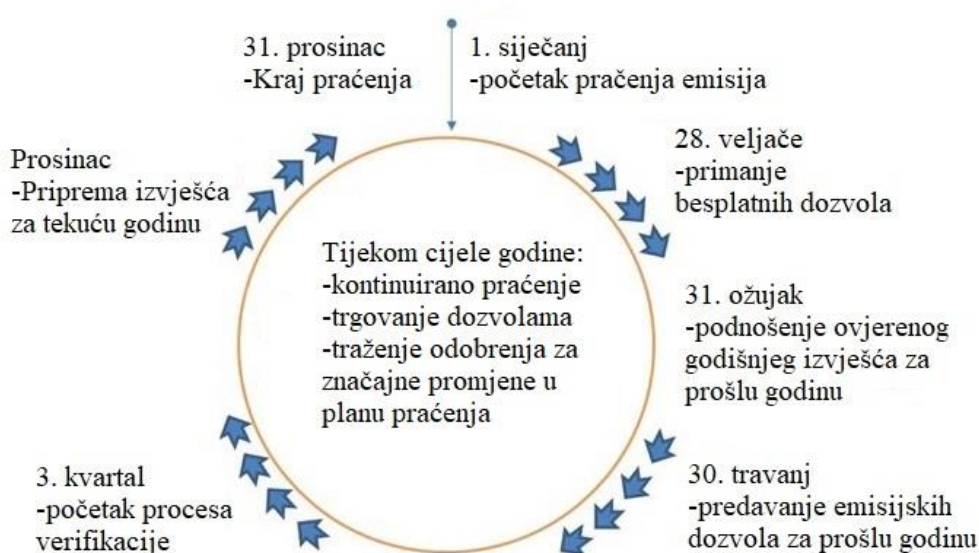 31. prosinac
-Kraj praćenja
1. siječanj
-početak pračenja emisija
28. veljače
-primanje
besplatnih dozvola
31. ožujak
-podnošenje ovjerenog
godišnjeg izvješća za
prošlu godinu
30. travanj
-predavanje emisijskih
dozvola za prošlu godinu
3. kvartal
-početak procesa
verifikacije
Prosinac
-Priprema izvješća
za tekuću godinu
Tijekom cijele godine:
-kontinuirano praćenje
-trgovanje dozvolama
-traženje odobrenja za
značajne promjene u
planu praćenja